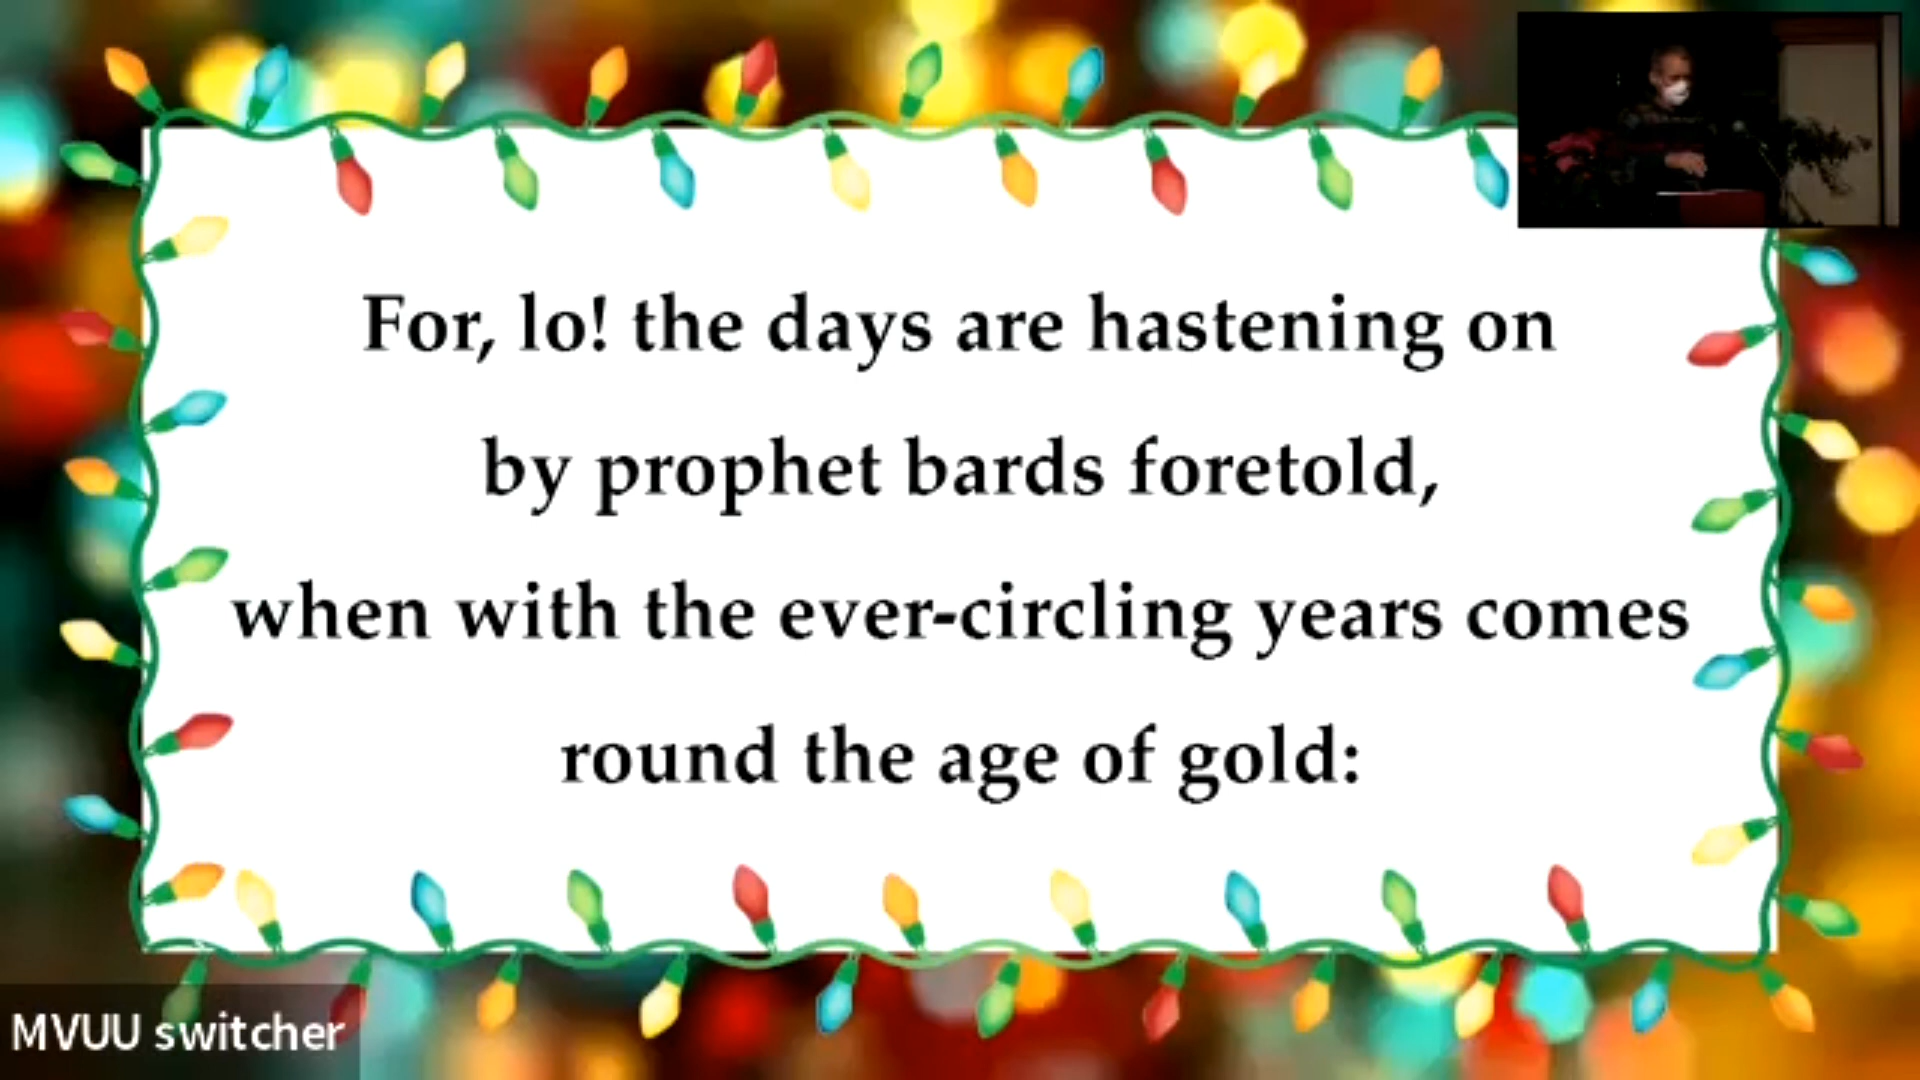 For, lo! the days are hastening on
by prophet bards foretold,
when with the ever-circling years comes
round the age of gold:
MVUU switcher